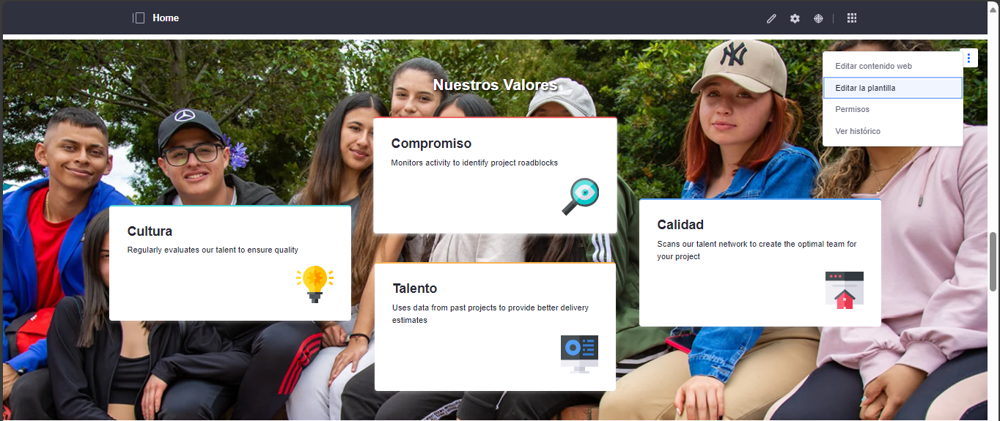 Home
Editar contenido web
Editar la plantilla
Permisos
Ver histórico
Nuestros Valores
Compromiso
Monitors activity to identify project roadblocks
Cultura
Regularly evaluates our talent to ensure quality
Talento
Uses data from past projects to provide better delivery
estimates
Calidad
Scans our talent network to create the optimal team for
your project
NY